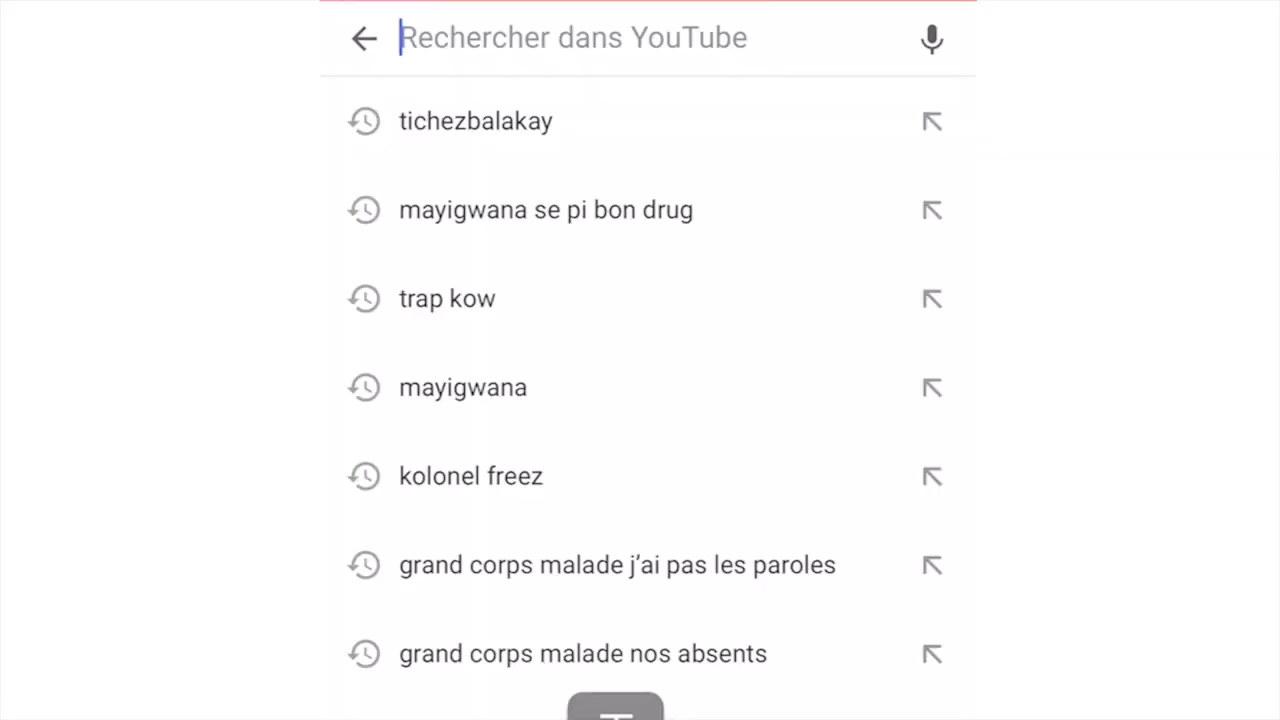 Rechercher dans YouTube
tichezbalakay
mayigwana se pi bon drug
trap kow
mayigwana
kolonel freez
grand corps malade j’ai pas les paroles
grand corps malade nos absents